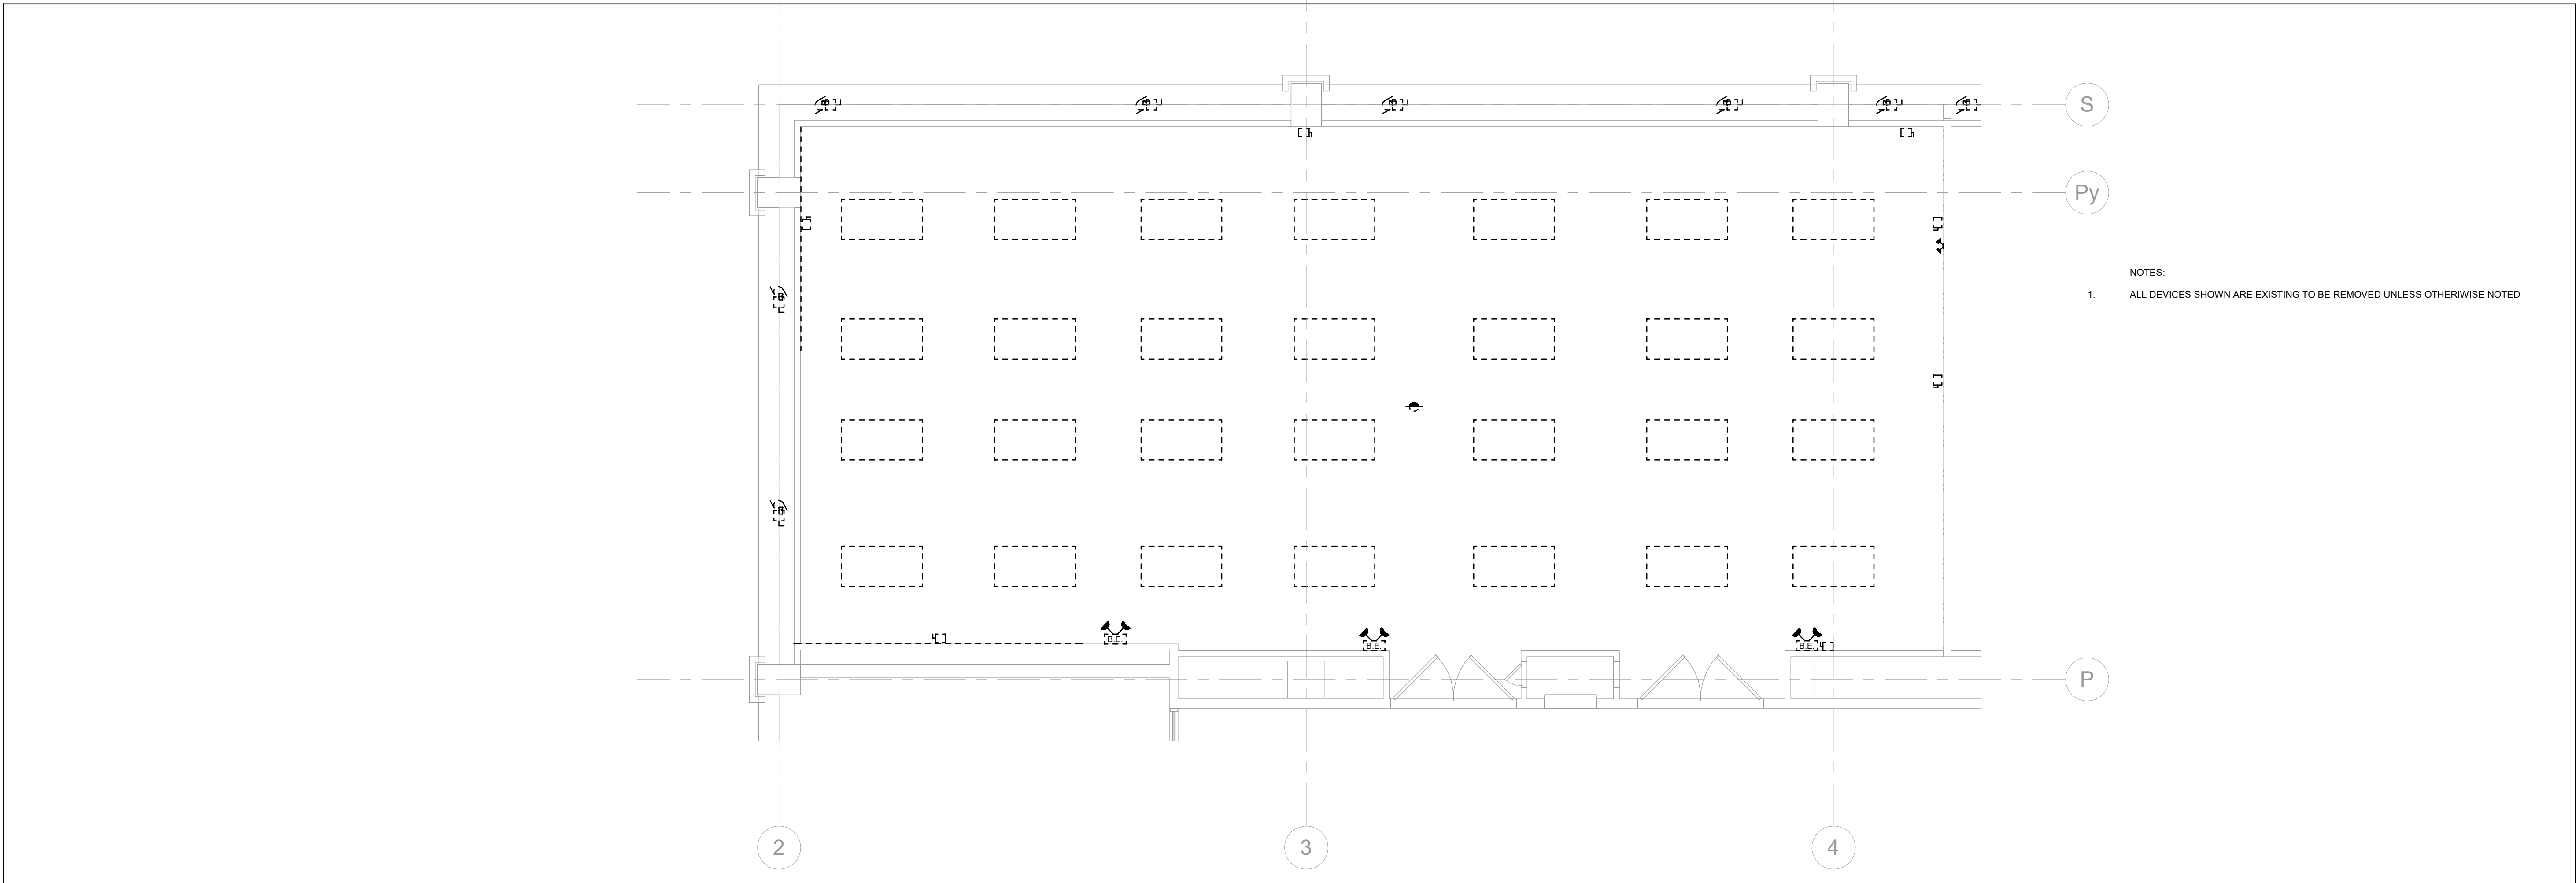 S
Py
NOTES:
1. ALL DEVICES SHOWN ARE EXISTING TO BE REMOVED UNLESS OTHERIWISE NOTED
B.E.
B.E.
B.E.
P
2
3
4